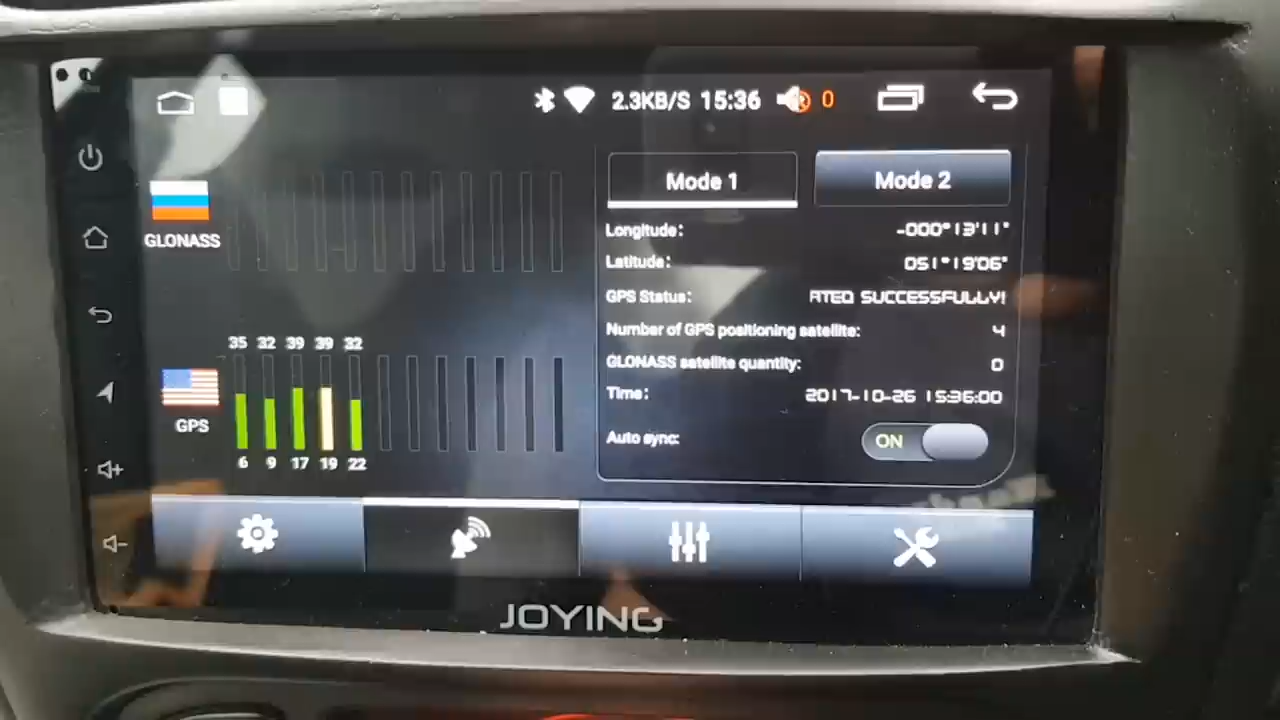 2.3KB/S 15:36 0
Mode 1 Mode 2
GLONASS
Longitude: -000°13'11"
Latitude: 051°19'06"
GPS Status: ATED SUCCESSFULLY!
Number of GPS positioning satellite: 4
GLONASS satellite quantity: 0
Time: 2017-10-26 15:36:00
Auto sync: ON
35 32 39 39 32
GPS
6 9 17 19 22
JOYING